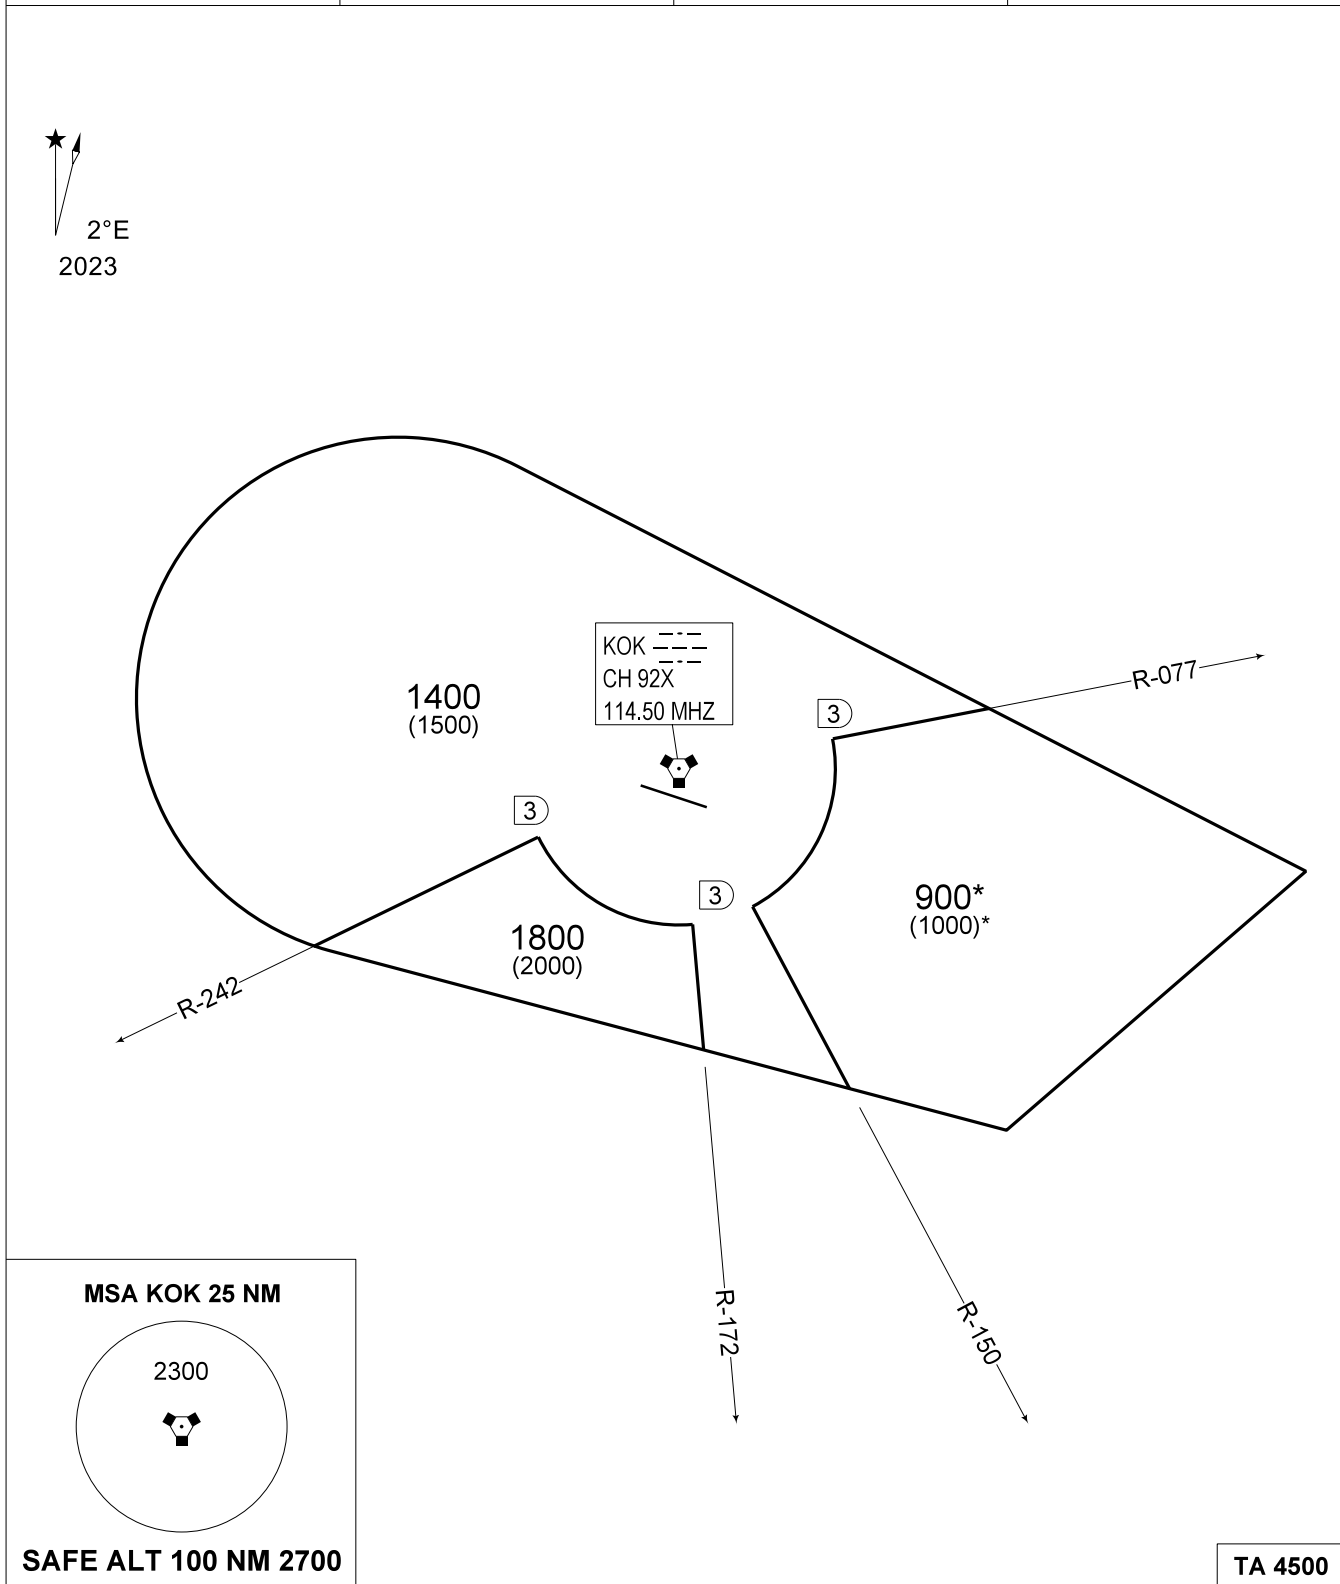 2°E
2023
KOK
CH 92X
114.50 MHZ
R-077
1400
(1500)
3
3
3
900*
(1000)*
1800
(2000)
R-242
R-172
R-150
MSA KOK 25 NM
2300
SAFE ALT 100 NM 2700
TA 4500